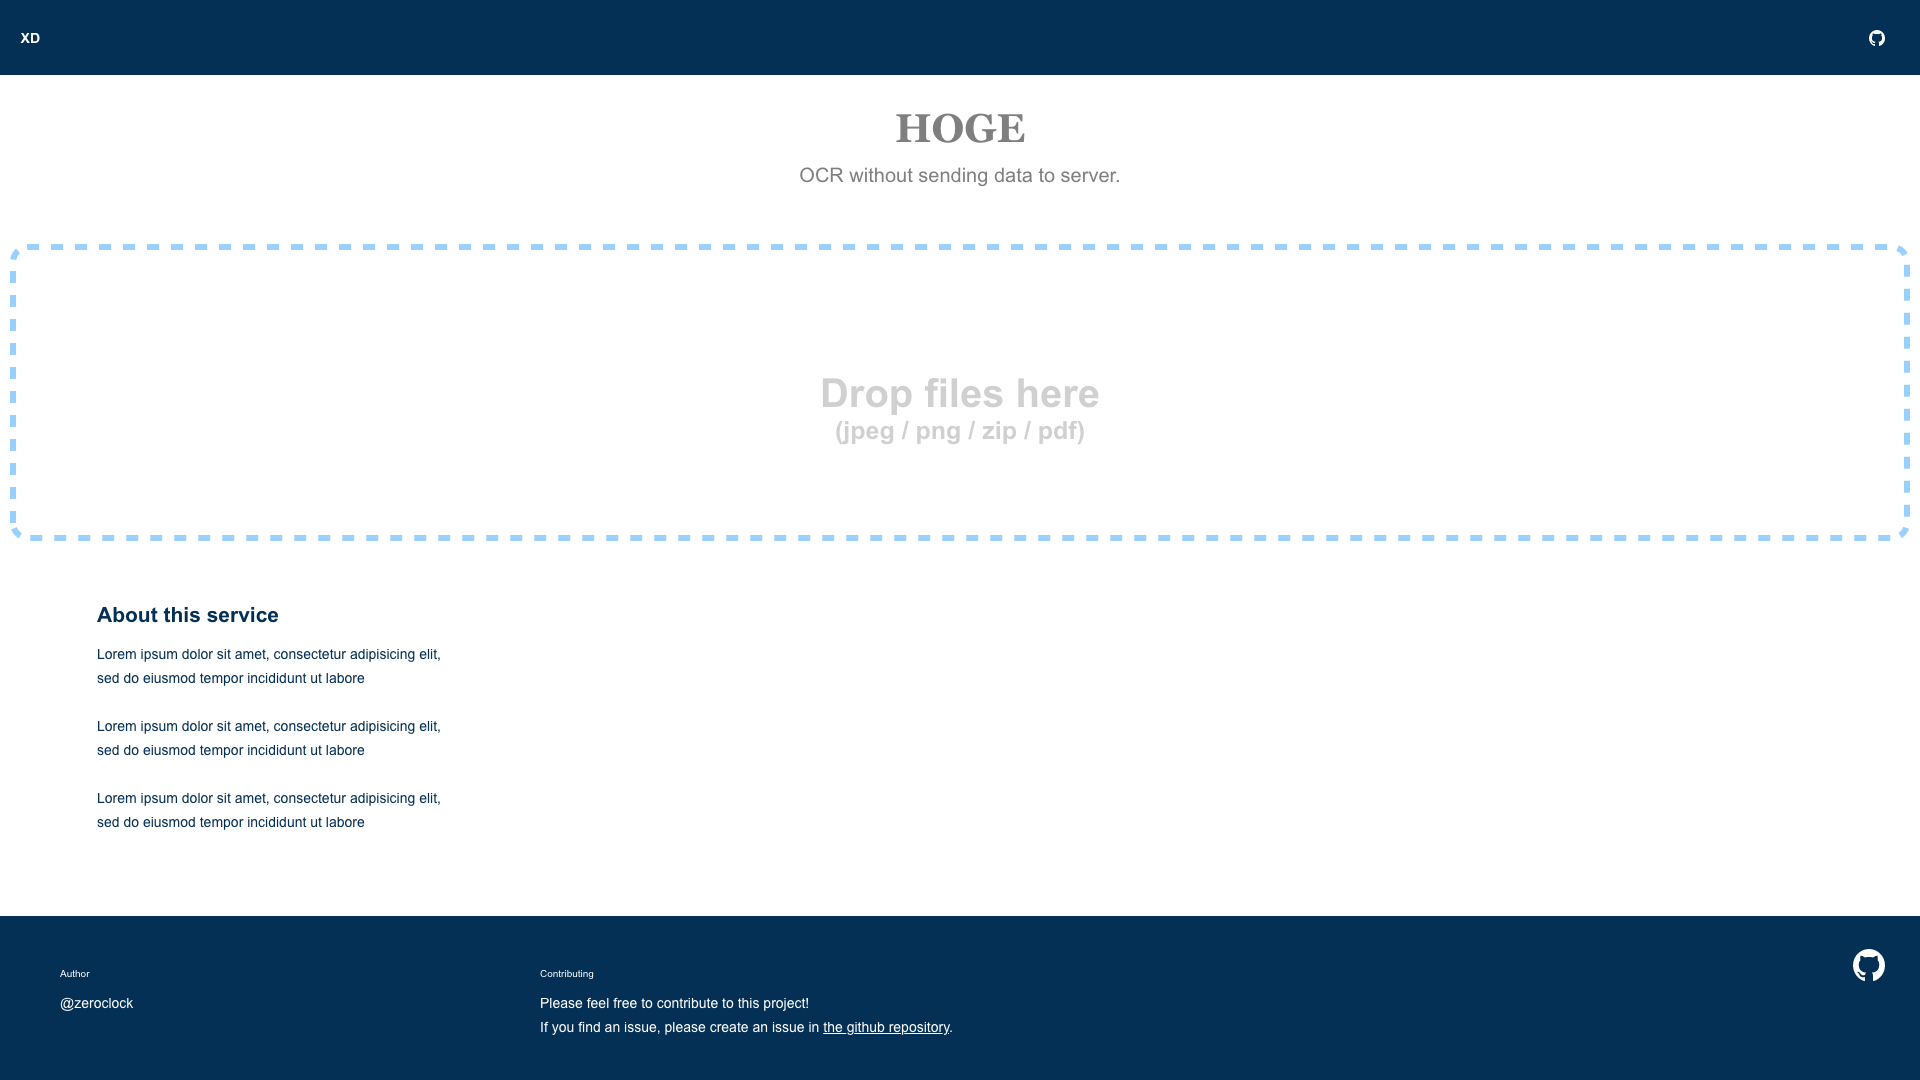 XD
HOGE
OCR without sending data to server.
Drop files here
(jpeg / png / zip / pdf)
About this service
Lorem ipsum dolor sit amet, consectetur adipisicing elit,
sed do eiusmod tempor incididunt ut labore
Lorem ipsum dolor sit amet, consectetur adipisicing elit,
sed do eiusmod tempor incididunt ut labore
Lorem ipsum dolor sit amet, consectetur adipisicing elit,
sed do eiusmod tempor incididunt ut labore
Author
@zeroclock
Contributing
Please feel free to contribute to this project!
If you find an issue, please create an issue in the github repository.